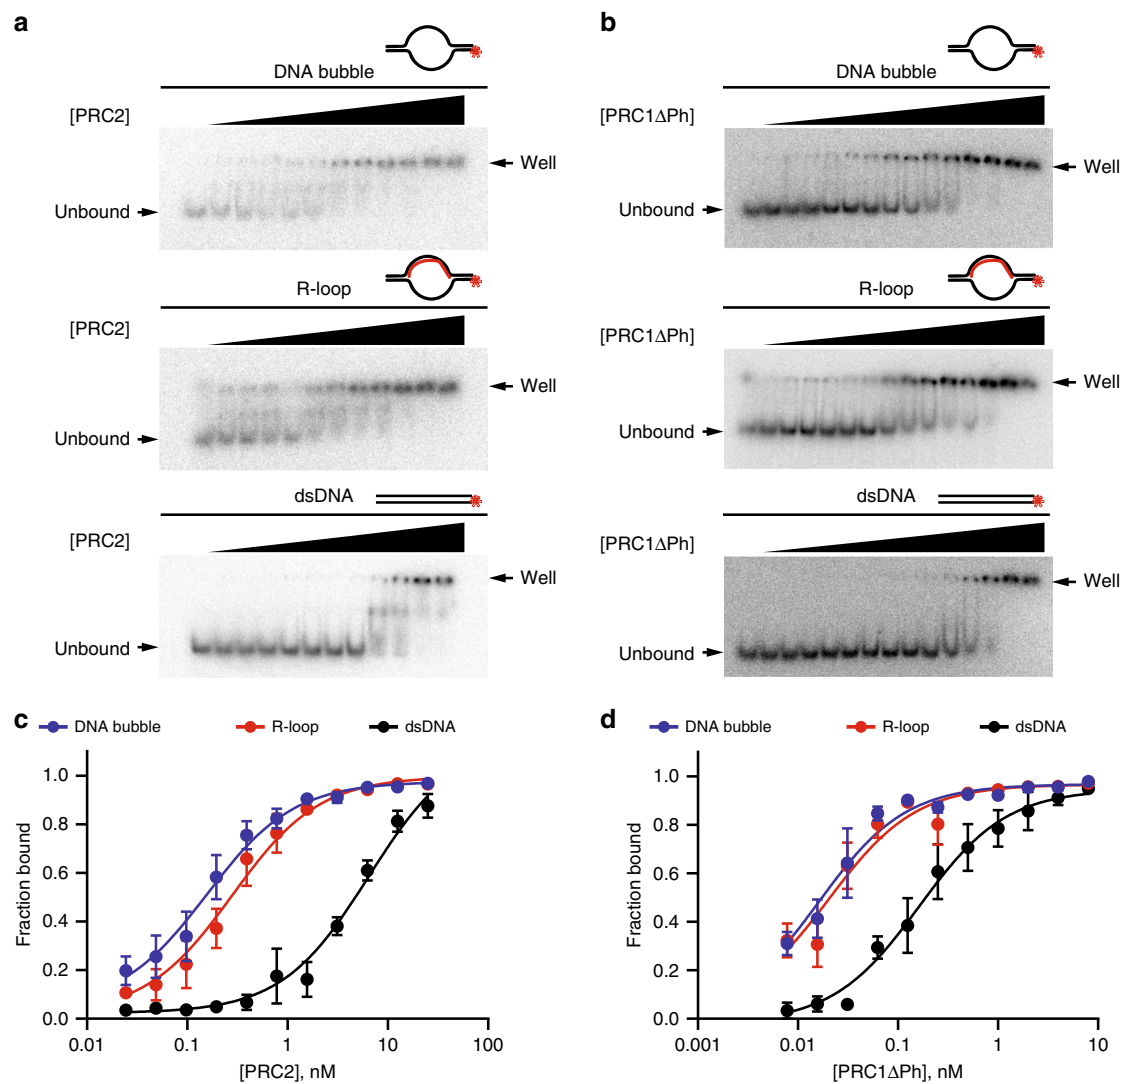 a
DNA bubble
[PRC2]
Well
Unbound
R-loop
[PRC2]
Well
Unbound
dsDNA
[PRC2]
Well
Unbound
b
DNA bubble
[PRC1ΔPh]
Well
Unbound
R-loop
[PRC1ΔPh]
Well
Unbound
dsDNA
[PRC1ΔPh]
Well
Unbound
c
DNA bubble R-loop dsDNA
Fraction bound
1.0
0.8
0.6
0.4
0.2
0.0
0.01 0.1 1 10 100
[PRC2], nM
d
DNA bubble R-loop dsDNA
Fraction bound
1.0
0.8
0.6
0.4
0.2
0.0
0.001 0.01 0.1 1 10
[PRC1ΔPh], nM